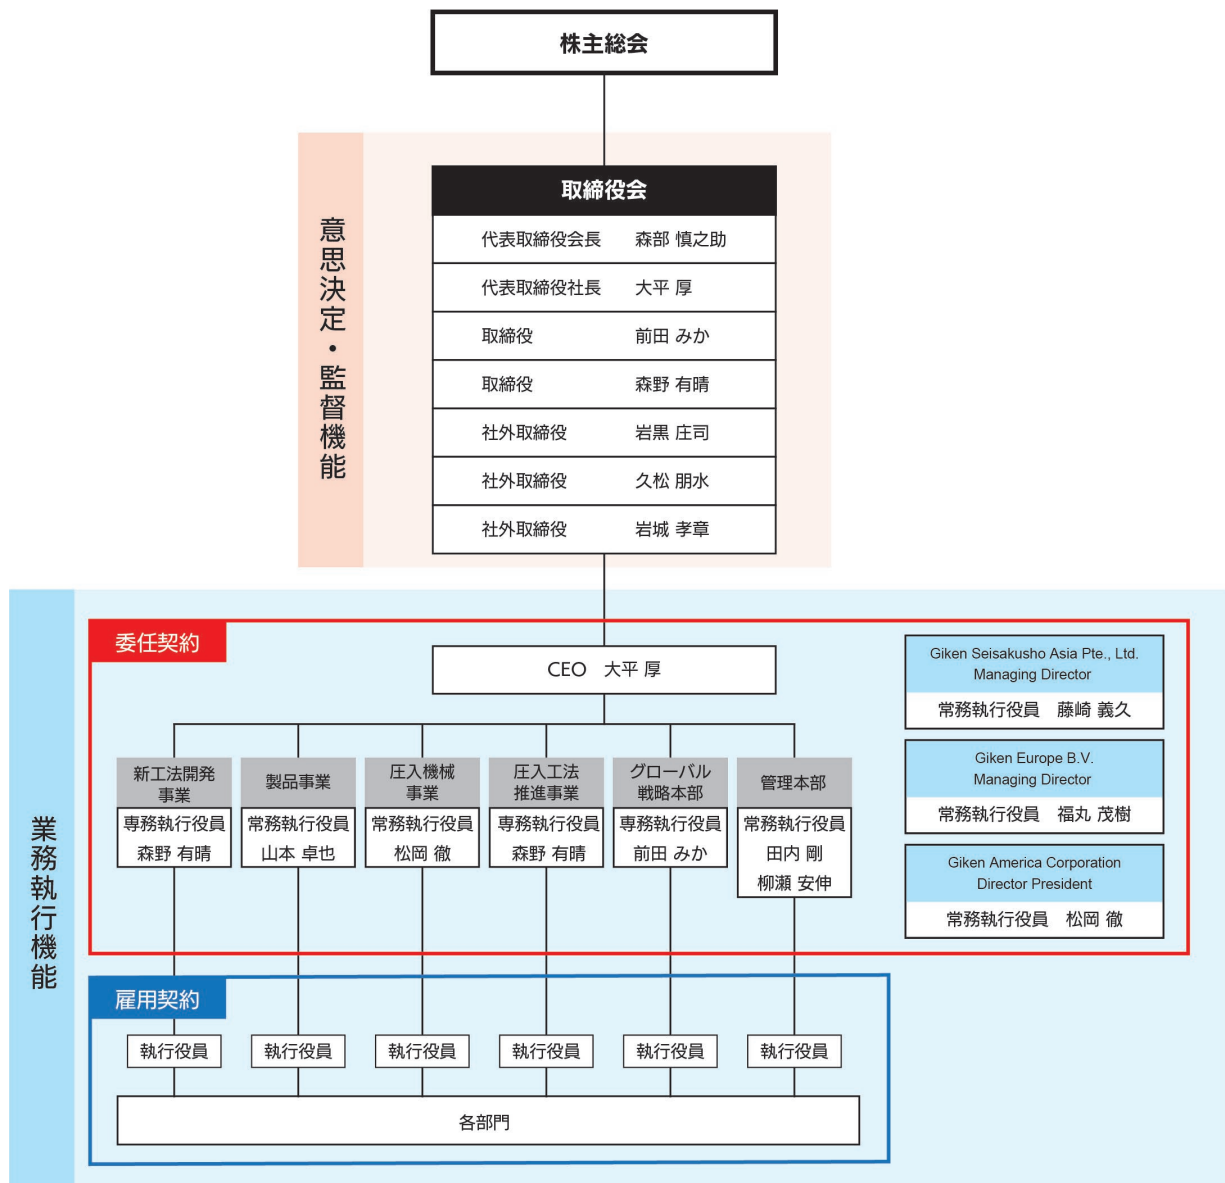 株主総会
意思決定・監督機能
取締役会
代表取締役会長 森部 慎之助
代表取締役社長 大平 厚
取締役 前田 みか
取締役 森野 有晴
社外取締役 岩黒 庄司
社外取締役 久松 朋水
社外取締役 岩城 孝章
業務執行機能
委任契約
CEO 大平 厚
新工法開発
事業
専務執行役員
森野 有晴
製品事業
常務執行役員
山本 卓也
圧入機械
事業
常務執行役員
松岡 徹
圧入工法
推進事業
専務執行役員
森野 有晴
グローバル
戦略本部
専務執行役員
前田 みか
管理本部
常務執行役員
田内 剛
柳瀬 安伸
Giken Seisakusho Asia Pte., Ltd.
Managing Director
常務執行役員 藤崎 義久
Giken Europe B.V.
Managing Director
常務執行役員 福丸 茂樹
Giken America Corporation
Director President
常務執行役員 松岡 徹
雇用契約
執行役員
執行役員
執行役員
執行役員
執行役員
執行役員
各部門